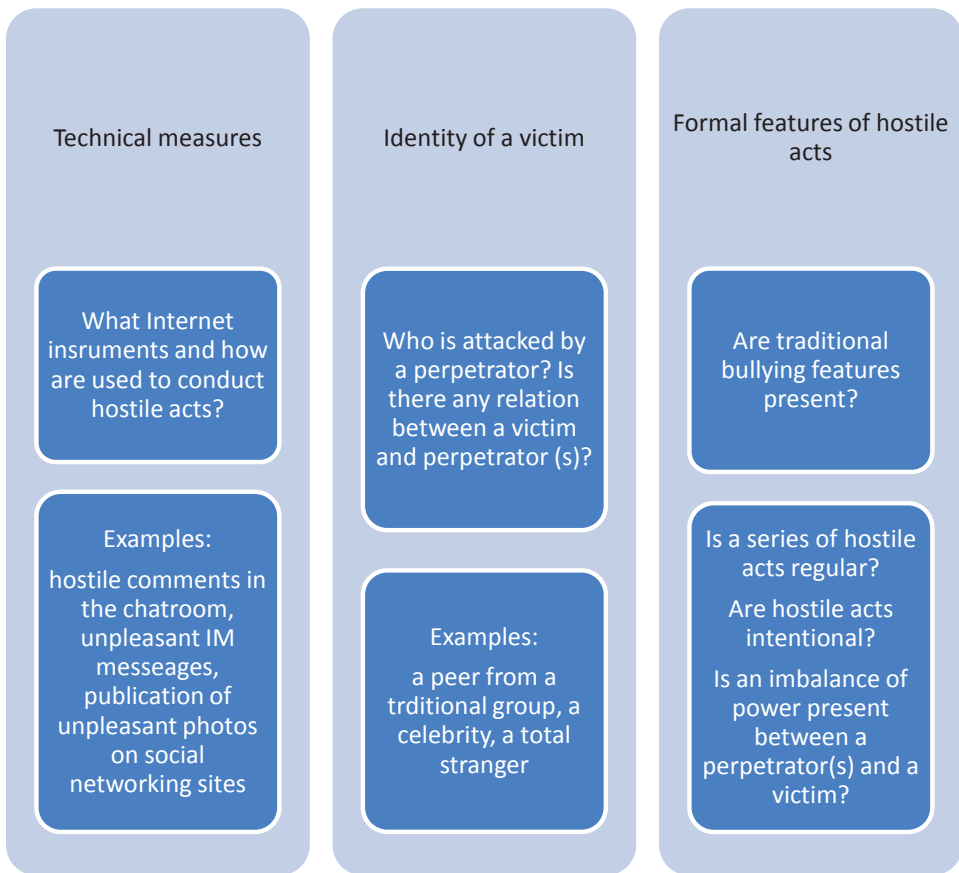 Technical measures
What Internet
insruments and how
are used to conduct
hostile acts?
Examples:
hostile comments in
the chatroom,
unpleasant IM
messeages,
publication of
unpleasant photos
on social
networking sites
Identity of a victim
Who is attacked by
a perpetrator? Is
there any relation
between a victim
and perpetrator (s)?
Examples:
a peer from a
trditional group, a
celebrity, a total
stranger
Formal features of hostile
acts
Are traditional
bullying features
present?
Is a series of hostile
acts regular?
Are hostile acts
intentional?
Is an imbalance of
power present
between a
perpetrator(s) and a
victim?